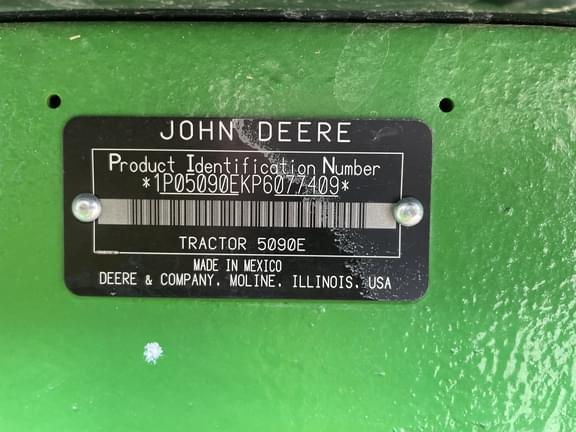 JOHN DEERE
Product Identification Number
*1P05090EKP6077409*
TRACTOR 5090E
MADE IN MEXICO
DEERE & COMPANY. MOLINE. ILLINOIS. USA